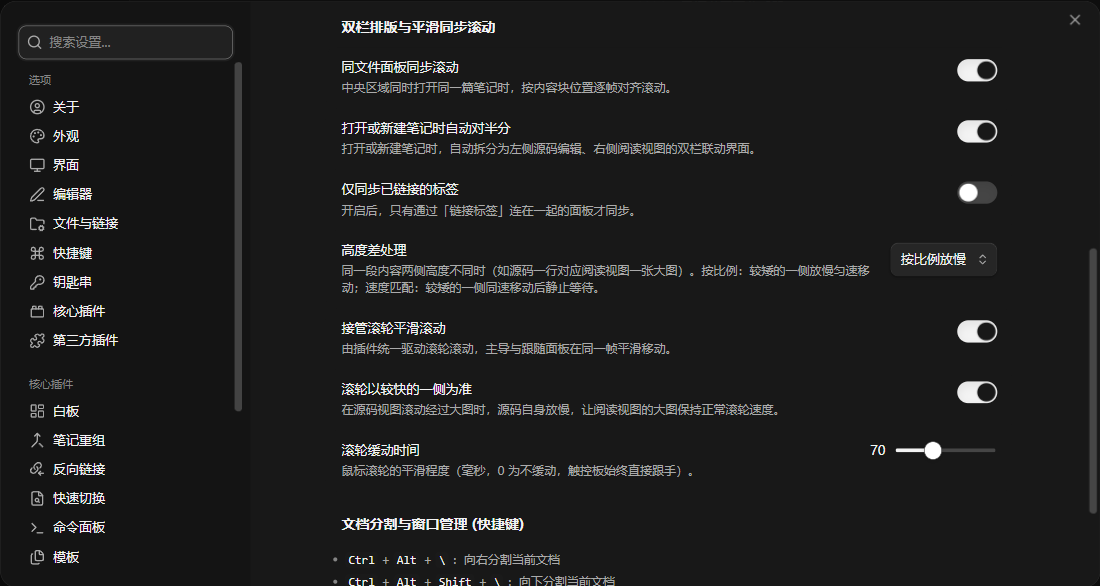 搜索设置...
选项
关于
外观
界面
编辑器
文件与链接
快捷键
钥匙串
核心插件
第三方插件
核心插件
白板
笔记重组
反向链接
快速切换
命令面板
模板
双栏排版与平滑同步滚动
同文件面板同步滚动
中央区域同时打开同一篇笔记时，按内容块位置逐帧对齐滚动。
打开或新建笔记时自动对半分
打开或新建笔记时，自动拆分为左侧源码编辑、右侧阅读视图的双栏联动界面。
仅同步已链接的标签
开启后，只有通过「链接标签」连在一起的面板才同步。
高度差处理
同一段内容两侧高度不同时（如源码一行对应阅读视图一张大图）。按比例：较矮的一侧放慢匀速移
动；速度匹配：较矮的一侧同速移动后静止等待。
按比例放慢
接管滚轮平滑滚动
由插件统一驱动滚轮滚动，主导与跟随面板在同一帧平滑移动。
滚轮以较快的一侧为准
在源码视图滚动经过大图时，源码自身放慢，让阅读视图的大图保持正常滚轮速度。
滚轮缓动时间
鼠标滚轮的平滑程度（毫秒，0 为不缓动，触控板始终直接跟手）。
70
文档分割与窗口管理 (快捷键)
• Ctrl + Alt + \ : 向右分割当前文档
• Ctrl + Alt + Shift + \ : 向下分割当前文档